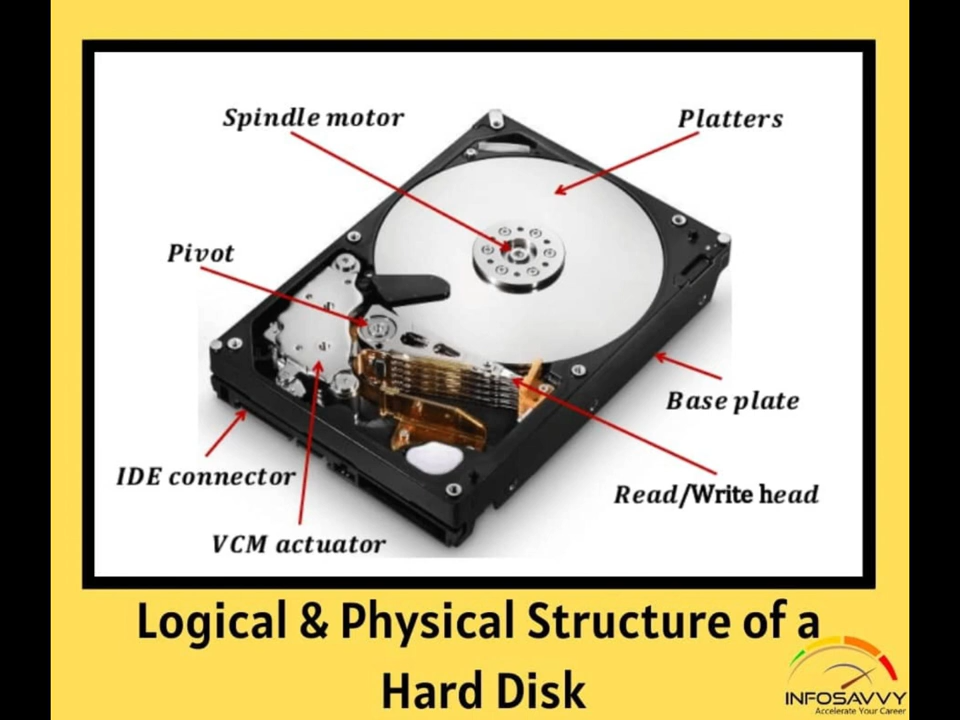 Spindle motor
Platters
Pivot
Base plate
IDE connector
Read/Write head
VCM actuator
Logical & Physical Structure of a
Hard Disk
INFOSAVVY
Accelerate Your Career